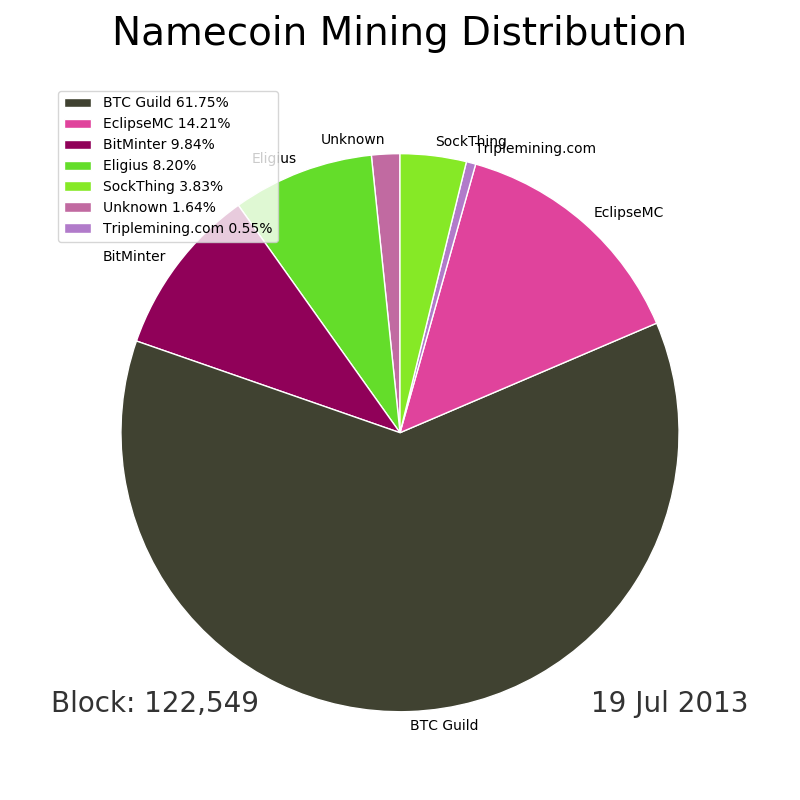 Namecoin Mining Distribution
BTC Guild 61.75%
EclipseMC 14.21%
BitMinter 9.84%
Eligius 8.20%
SockThing 3.83%
Unknown 1.64%
Triplemining.com 0.55%
Unknown
SockThing
Triplemining.com
Eligius
EclipseMC
BitMinter
Block: 122,549
19 Jul 2013
BTC Guild